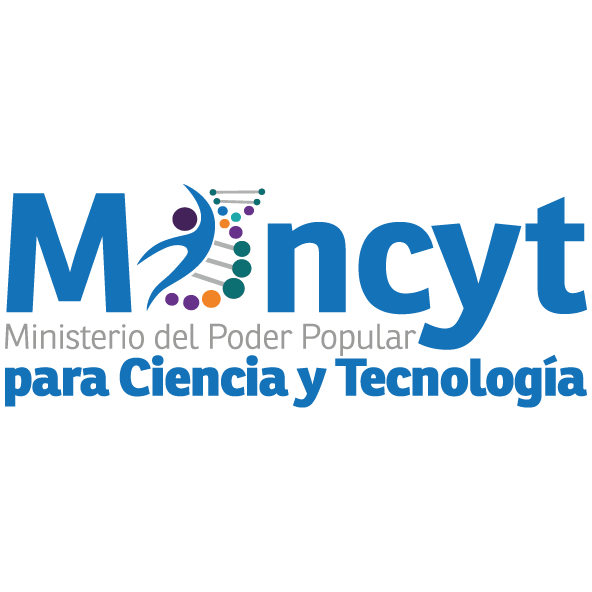 Mincyt
Ministerio del Poder Popular
para Ciencia y Tecnología